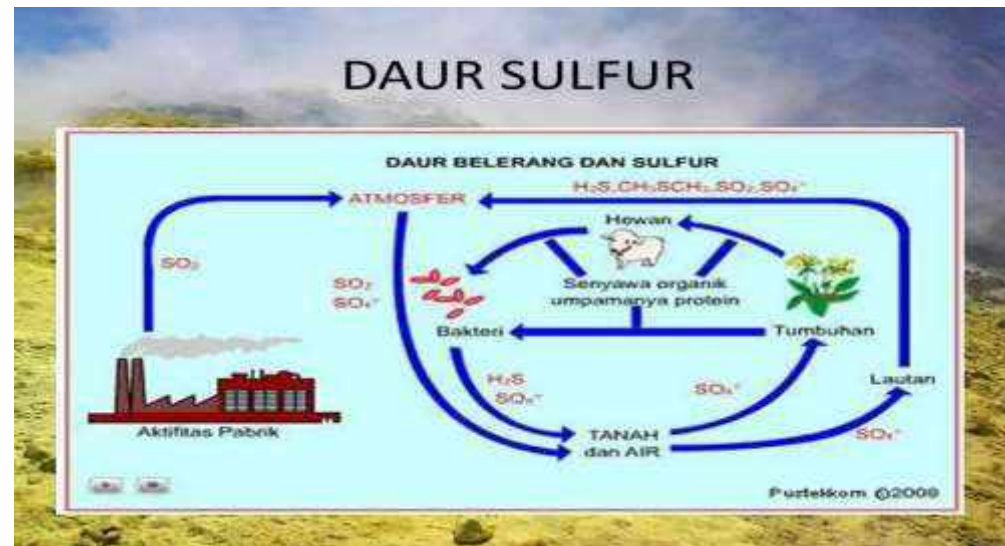 DAUR SULFUR
DAUR BELERANG DAN SULFUR
H₂S,CH₃SCH₃,SO₂,SO₄⁼
ATMOSFER
Hewan
SO₂
SO₂
SO₄⁼
Senyawa organik
umpamanya protein
Bakteri
Tumbuhan
H₂S
SO₄⁼
SO₄⁼
Lautan
Aktifitas Pabrik
TANAH
dan AIR
SO₄⁼
Pustekkom ©2009